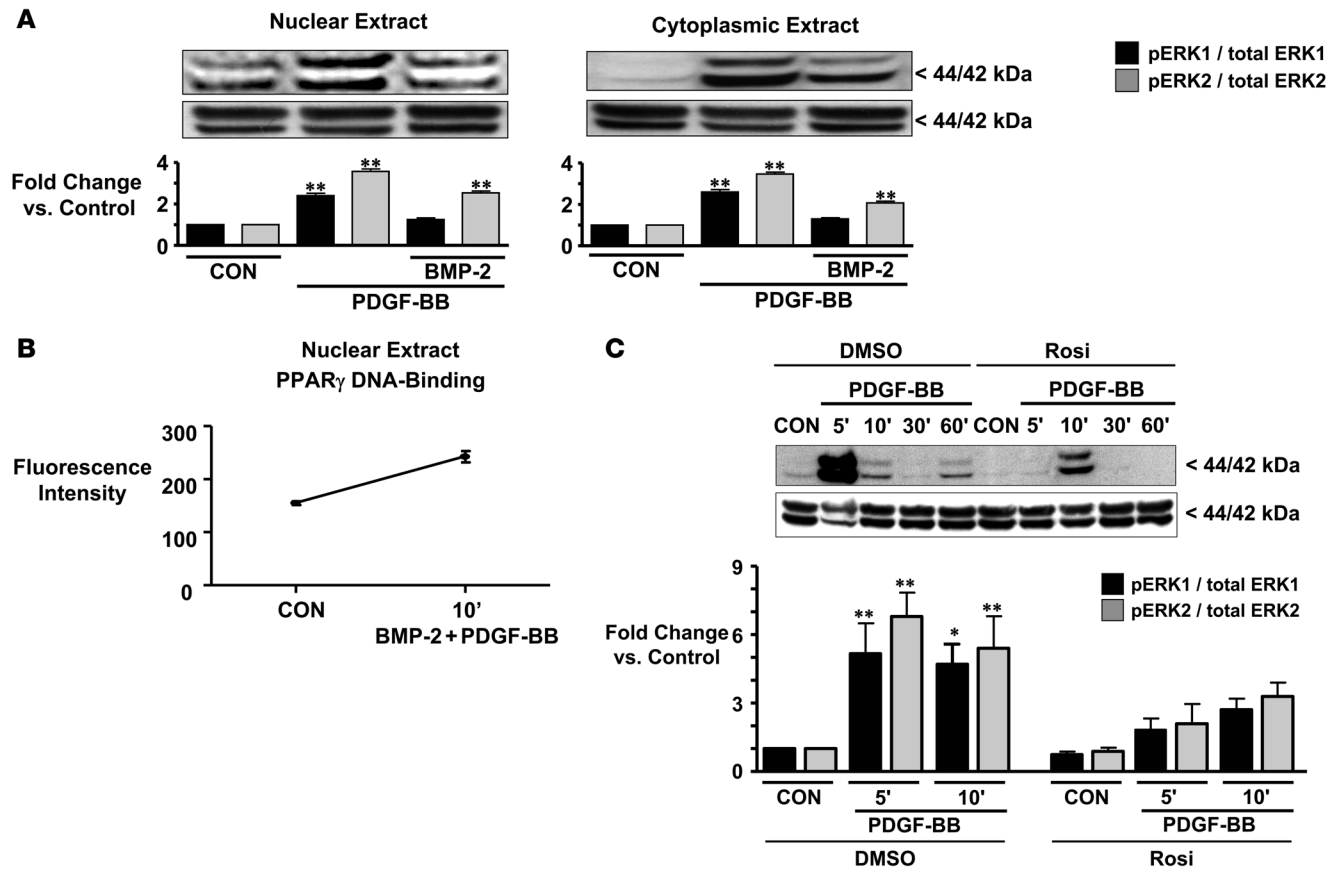 A
Nuclear Extract
Cytoplasmic Extract
< 44/42 kDa
< 44/42 kDa
pERK1 / total ERK1
pERK2 / total ERK2
Fold Change
vs. Control
4
2
0
**
**
**
CON
BMP-2
PDGF-BB
4
2
0
**
**
**
CON
BMP-2
PDGF-BB
B
Nuclear Extract
PPARγ DNA-Binding
Fluorescence
Intensity
300
200
100
0
CON
10’
BMP-2 + PDGF-BB
C
DMSO Rosi
PDGF-BB PDGF-BB
CON 5' 10' 30' 60' CON 5' 10' 30' 60'
< 44/42 kDa
< 44/42 kDa
pERK1 / total ERK1
pERK2 / total ERK2
Fold Change
vs. Control
9
6
3
0
**
**
*
**
CON 5' 10' CON 5' 10'
PDGF-BB PDGF-BB
DMSO Rosi